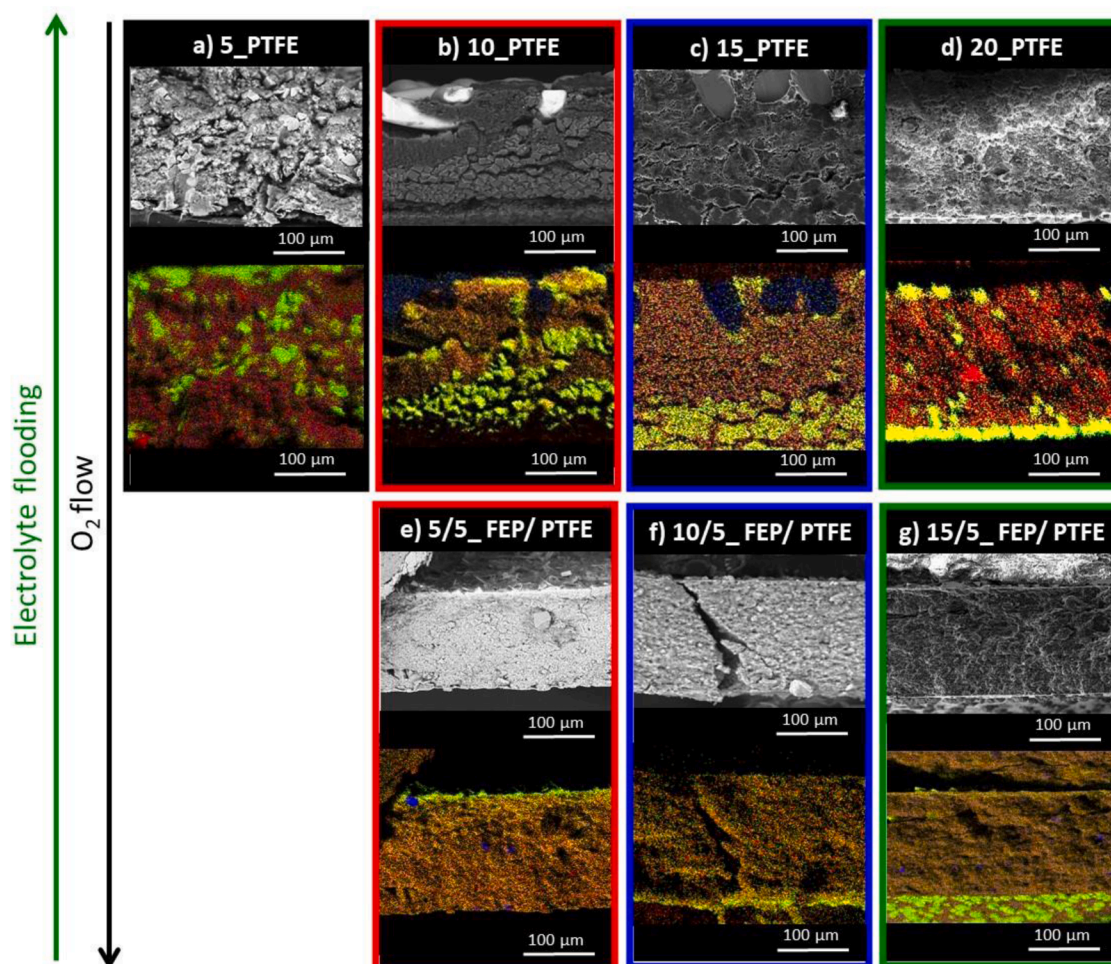 Electrolyte flooding
O₂ flow
a) 5_PTFE
b) 10_PTFE
c) 15_PTFE
d) 20_PTFE
100 µm
100 µm
100 µm
100 µm
100 µm
100 µm
100 µm
100 µm
e) 5/5_ FEP/ PTFE
f) 10/5_ FEP/ PTFE
g) 15/5_ FEP/ PTFE
100 µm
100 µm
100 µm
100 µm
100 µm
100 µm